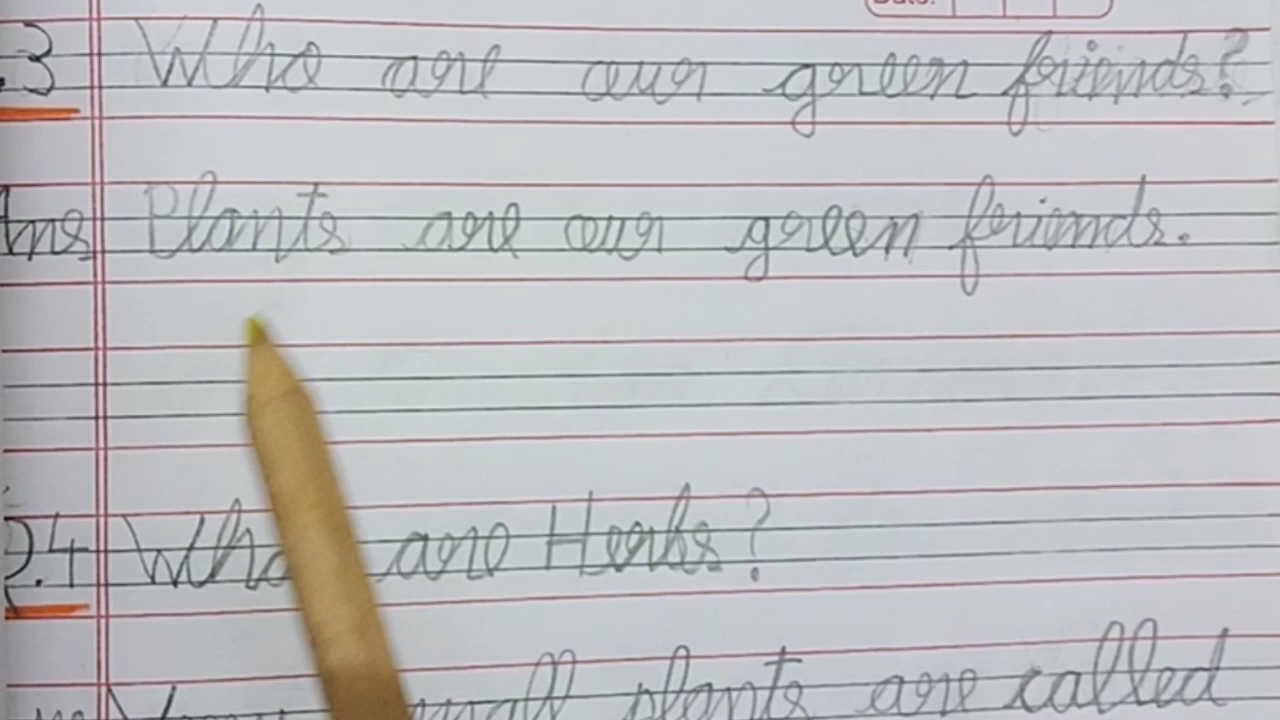 .3 Who are our green friends?
Ans Plants are our green friends.
Q.4 are Herbs?
small plants are called